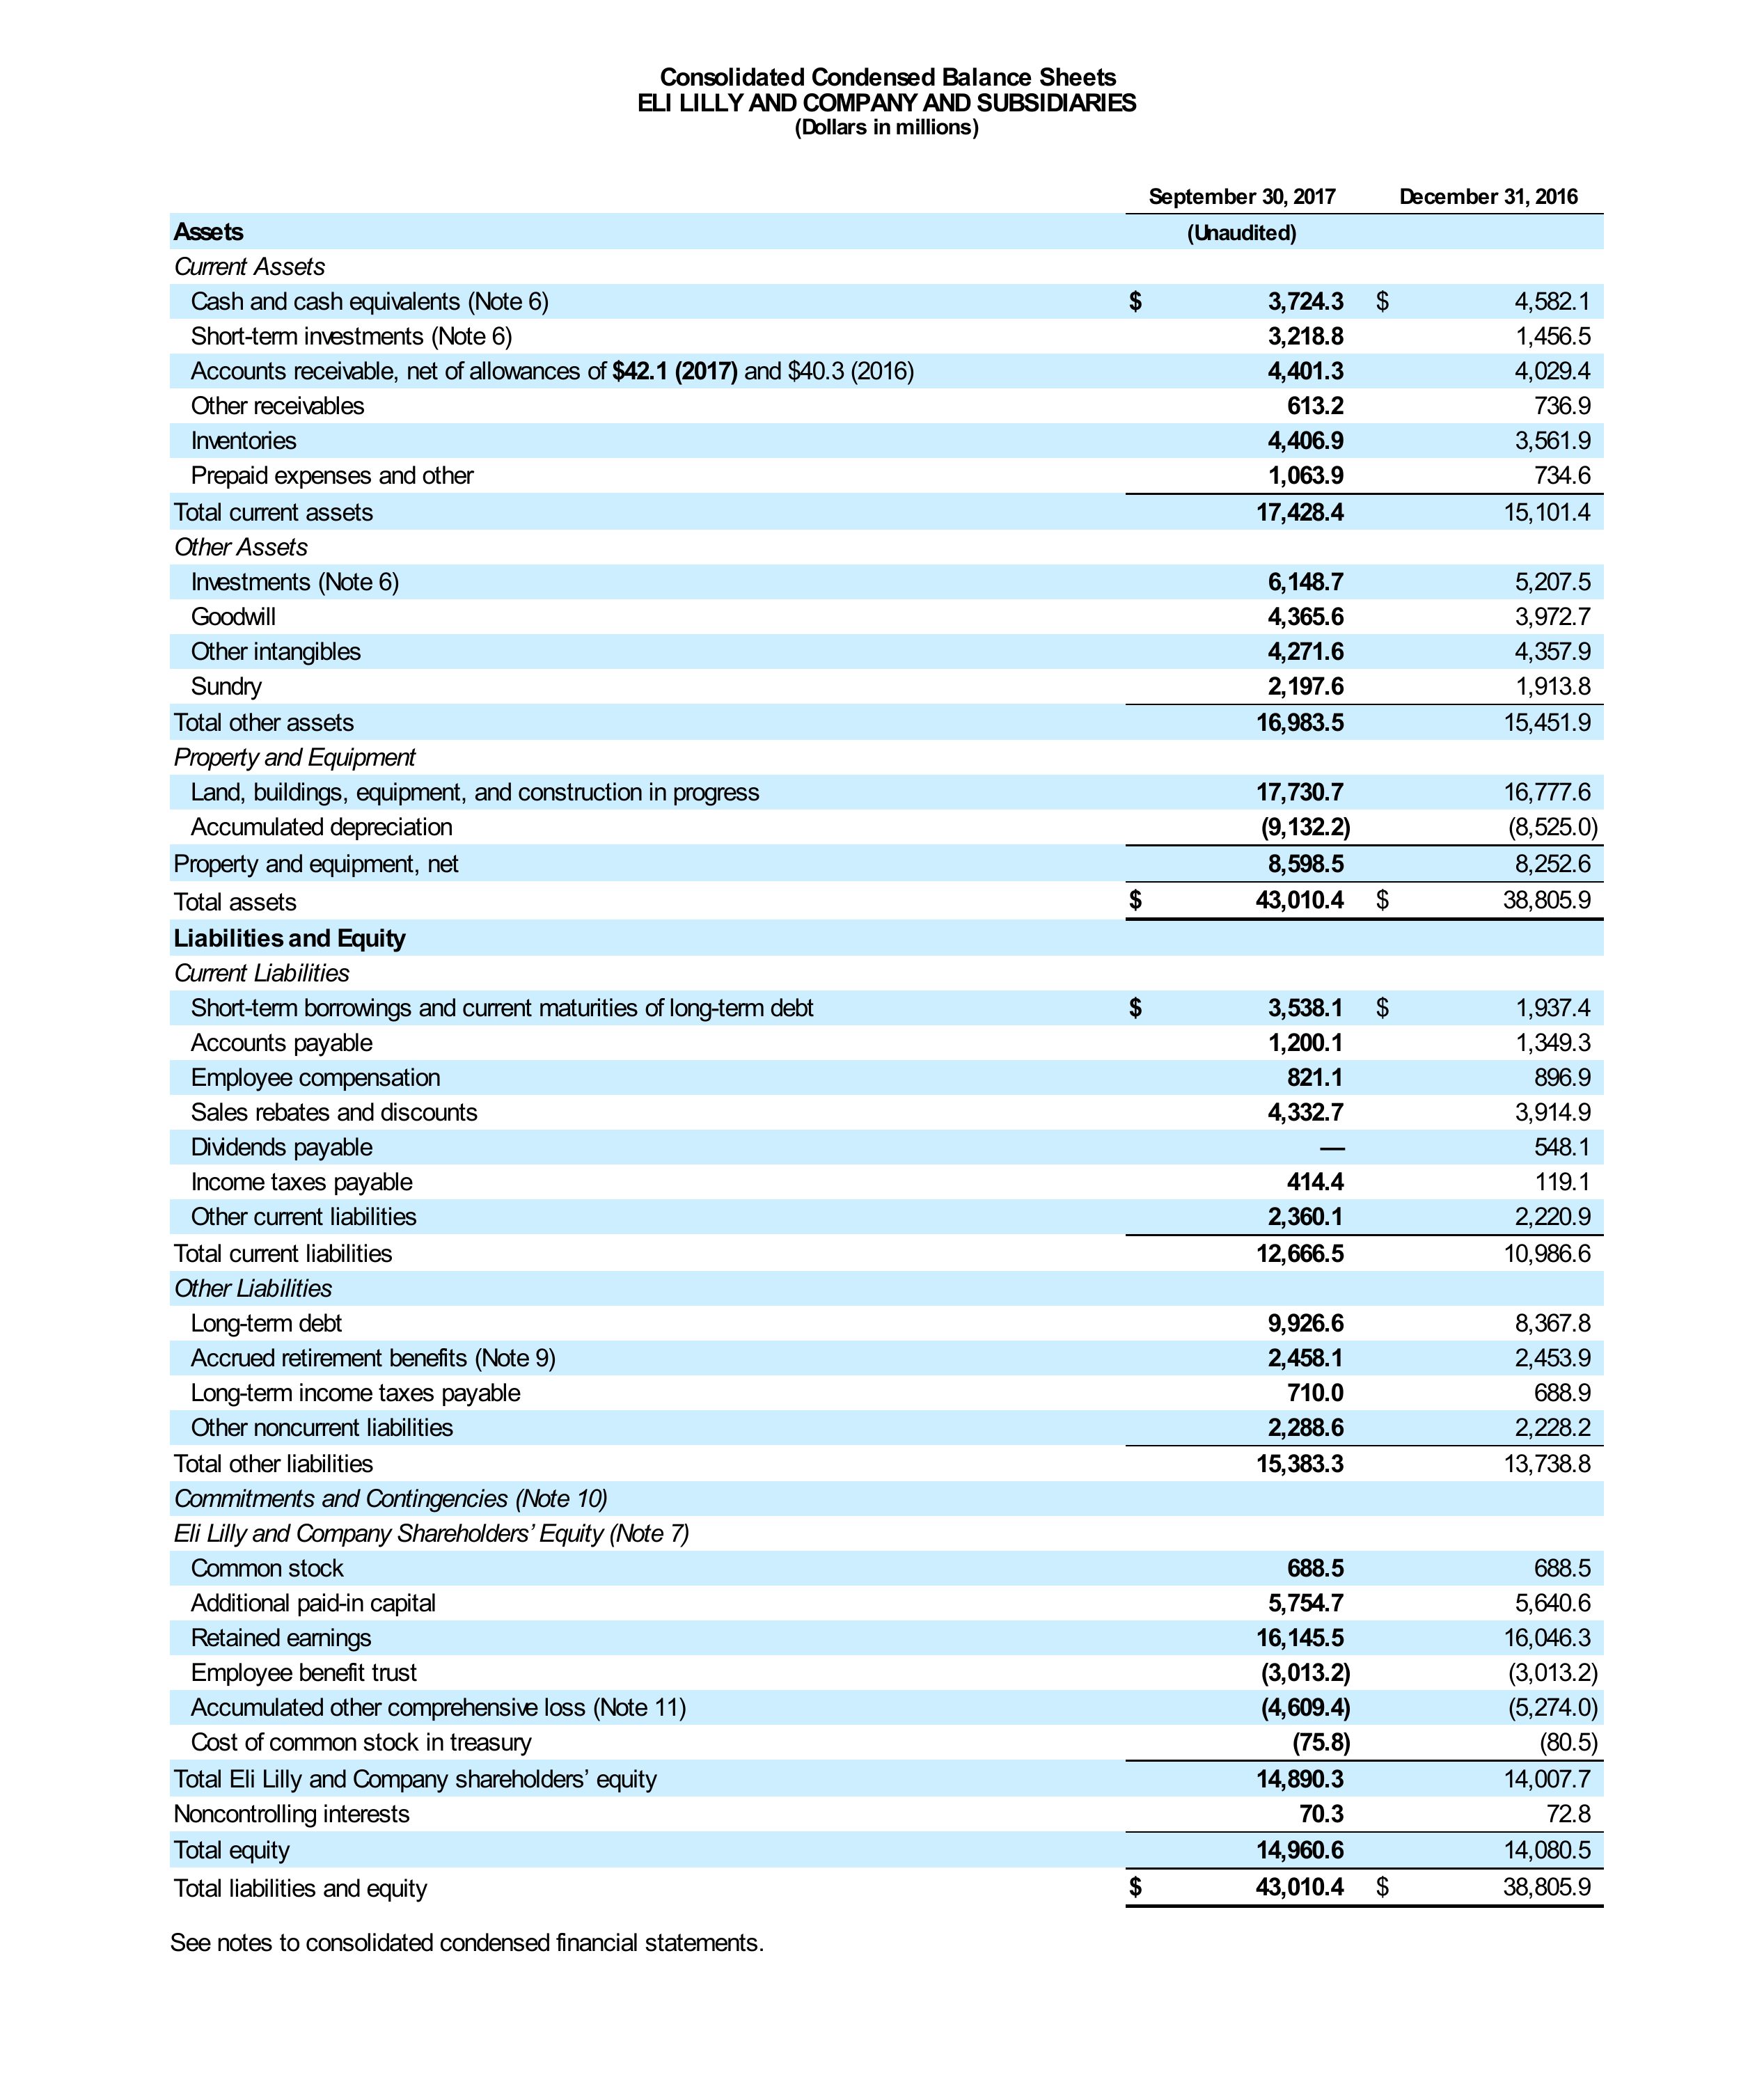 Consolidated Condensed Balance Sheets
ELI LILLY AND COMPANY AND SUBSIDIARIES
(Dollars in millions)
September 30, 2017 December 31, 2016
Assets (Unaudited)
Current Assets
Cash and cash equivalents (Note 6) $ 3,724.3 $ 4,582.1
Short-term investments (Note 6) 3,218.8 1,456.5
Accounts receivable, net of allowances of $42.1 (2017) and $40.3 (2016) 4,401.3 4,029.4
Other receivables 613.2 736.9
Inventories 4,406.9 3,561.9
Prepaid expenses and other 1,063.9 734.6
Total current assets 17,428.4 15,101.4
Other Assets
Investments (Note 6) 6,148.7 5,207.5
Goodwill 4,365.6 3,972.7
Other intangibles 4,271.6 4,357.9
Sundry 2,197.6 1,913.8
Total other assets 16,983.5 15,451.9
Property and Equipment
Land, buildings, equipment, and construction in progress 17,730.7 16,777.6
Accumulated depreciation (9,132.2) (8,525.0)
Property and equipment, net 8,598.5 8,252.6
Total assets $ 43,010.4 $ 38,805.9
Liabilities and Equity
Current Liabilities
Short-term borrowings and current maturities of long-term debt $ 3,538.1 $ 1,937.4
Accounts payable 1,200.1 1,349.3
Employee compensation 821.1 896.9
Sales rebates and discounts 4,332.7 3,914.9
Dividends payable — 548.1
Income taxes payable 414.4 119.1
Other current liabilities 2,360.1 2,220.9
Total current liabilities 12,666.5 10,986.6
Other Liabilities
Long-term debt 9,926.6 8,367.8
Accrued retirement benefits (Note 9) 2,458.1 2,453.9
Long-term income taxes payable 710.0 688.9
Other noncurrent liabilities 2,288.6 2,228.2
Total other liabilities 15,383.3 13,738.8
Commitments and Contingencies (Note 10)
Eli Lilly and Company Shareholders’ Equity (Note 7)
Common stock 688.5 688.5
Additional paid-in capital 5,754.7 5,640.6
Retained earnings 16,145.5 16,046.3
Employee benefit trust (3,013.2) (3,013.2)
Accumulated other comprehensive loss (Note 11) (4,609.4) (5,274.0)
Cost of common stock in treasury (75.8) (80.5)
Total Eli Lilly and Company shareholders’ equity 14,890.3 14,007.7
Noncontrolling interests 70.3 72.8
Total equity 14,960.6 14,080.5
Total liabilities and equity $ 43,010.4 $ 38,805.9
See notes to consolidated condensed financial statements.